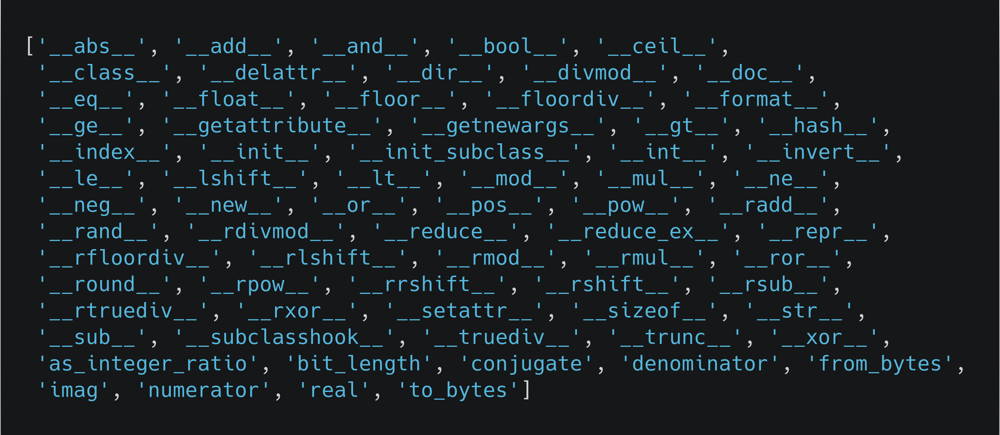 ['__abs__', '__add__', '__and__', '__bool__', '__ceil__',
'__class__', '__delattr__', '__dir__', '__divmod__', '__doc__',
'__eq__', '__float__', '__floor__', '__floordiv__', '__format__',
'__ge__', '__getattribute__', '__getnewargs__', '__gt__', '__hash__',
'__index__', '__init__', '__init_subclass__', '__int__', '__invert__',
'__le__', '__lshift__', '__lt__', '__mod__', '__mul__', '__ne__',
'__neg__', '__new__', '__or__', '__pos__', '__pow__', '__radd__',
'__rand__', '__rdivmod__', '__reduce__', '__reduce_ex__', '__repr__',
'__rfloordiv__', '__rlshift__', '__rmod__', '__rmul__', '__ror__',
'__round__', '__rpow__', '__rrshift__', '__rshift__', '__rsub__',
'__rtruediv__', '__rxor__', '__setattr__', '__sizeof__', '__str__',
'__sub__', '__subclasshook__', '__truediv__', '__trunc__', '__xor__',
'as_integer_ratio', 'bit_length', 'conjugate', 'denominator', 'from_bytes',
'imag', 'numerator', 'real', 'to_bytes']